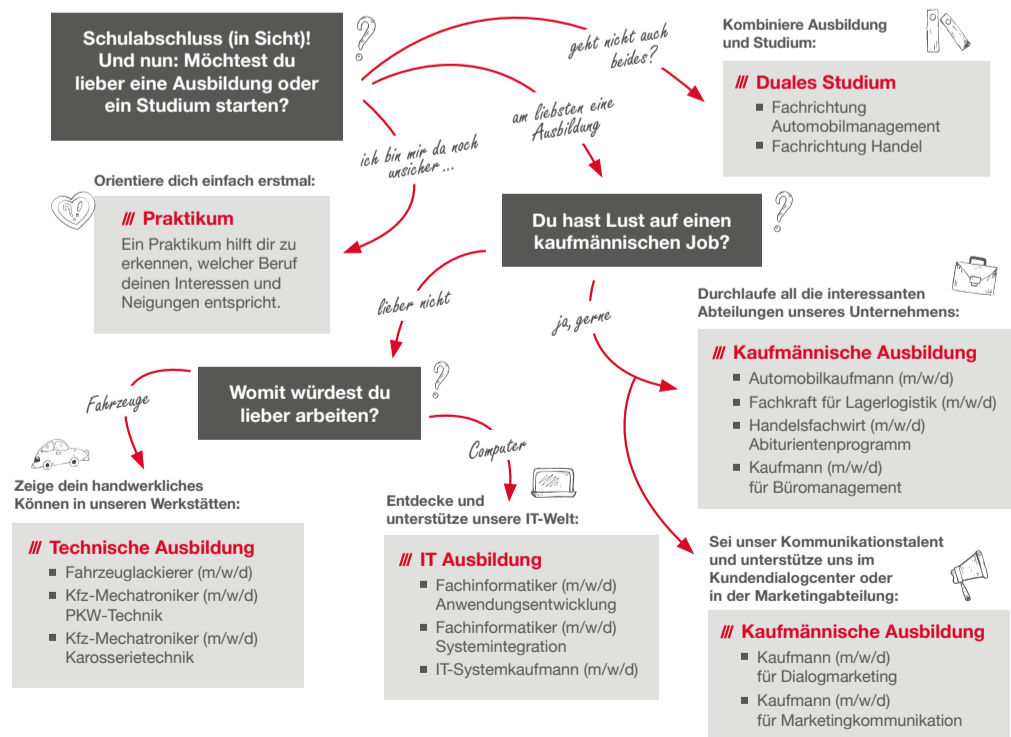 Schulabschluss (in Sicht)!
Und nun: Möchtest du
lieber eine Ausbildung oder
ein Studium starten?
geht nicht auch
beides?
Kombiniere Ausbildung
und Studium:
Duales Studium
Fachrichtung
Automobilmanagement
Fachrichtung Handel
am liebsten eine
Ausbildung
ich bin mir da noch
unsicher ...
Orientiere dich einfach erstmal:
Praktikum
Ein Praktikum hilft dir zu
erkennen, welcher Beruf
deinen Interessen und
Neigungen entspricht.
Du hast Lust auf einen
kaufmännischen Job?
lieber nicht
ja, gerne
Durchlaufe all die interessanten
Abteilungen unseres Unternehmens:
Kaufmännische Ausbildung
Automobilkaufmann (m/w/d)
Fachkraft für Lagerlogistik (m/w/d)
Handelsfachwirt (m/w/d)
Abiturientenprogramm
Kaufmann (m/w/d)
für Büromanagement
Womit würdest du
lieber arbeiten?
Fahrzeuge
Computer
Zeige dein handwerkliches
Können in unseren Werkstätten:
Technische Ausbildung
Fahrzeuglackierer (m/w/d)
Kfz-Mechatroniker (m/w/d)
PKW-Technik
Kfz-Mechatroniker (m/w/d)
Karosserietechnik
Entdecke und
unterstütze unsere IT-Welt:
IT Ausbildung
Fachinformatiker (m/w/d)
Anwendungsentwicklung
Fachinformatiker (m/w/d)
Systemintegration
IT-Systemkaufmann (m/w/d)
Sei unser Kommunikationstalent
und unterstütze uns im
Kundendialogcenter oder
in der Marketingabteilung:
Kaufmännische Ausbildung
Kaufmann (m/w/d)
für Dialogmarketing
Kaufmann (m/w/d)
für Marketingkommunikation